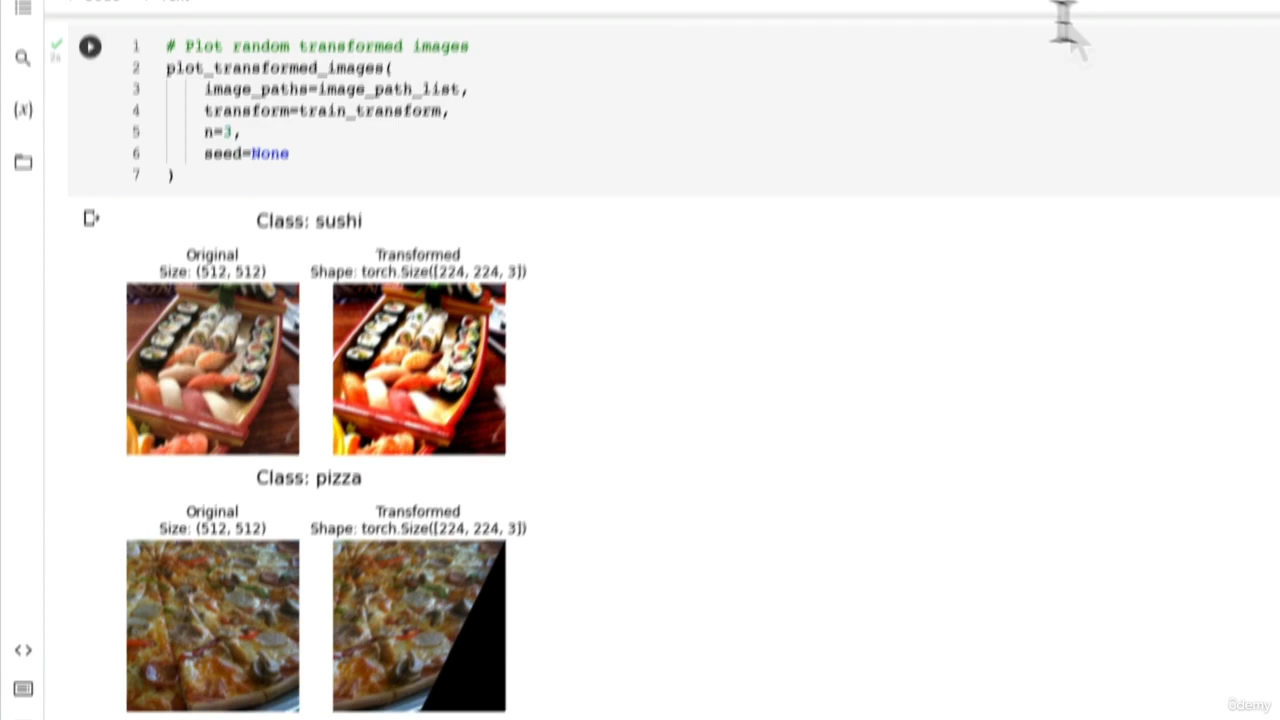 1 # Plot random transformed images
2 plot_transformed_images(
3 image_paths=image_path_list,
4 transform=train_transform,
5 n=3,
6 seed=None
7 )
Class: sushi
Original
Size: (512, 512)
Transformed
Shape: torch.Size([224, 224, 3])
Class: pizza
Original
Size: (512, 512)
Transformed
Shape: torch.Size([224, 224, 3])
ûdemy